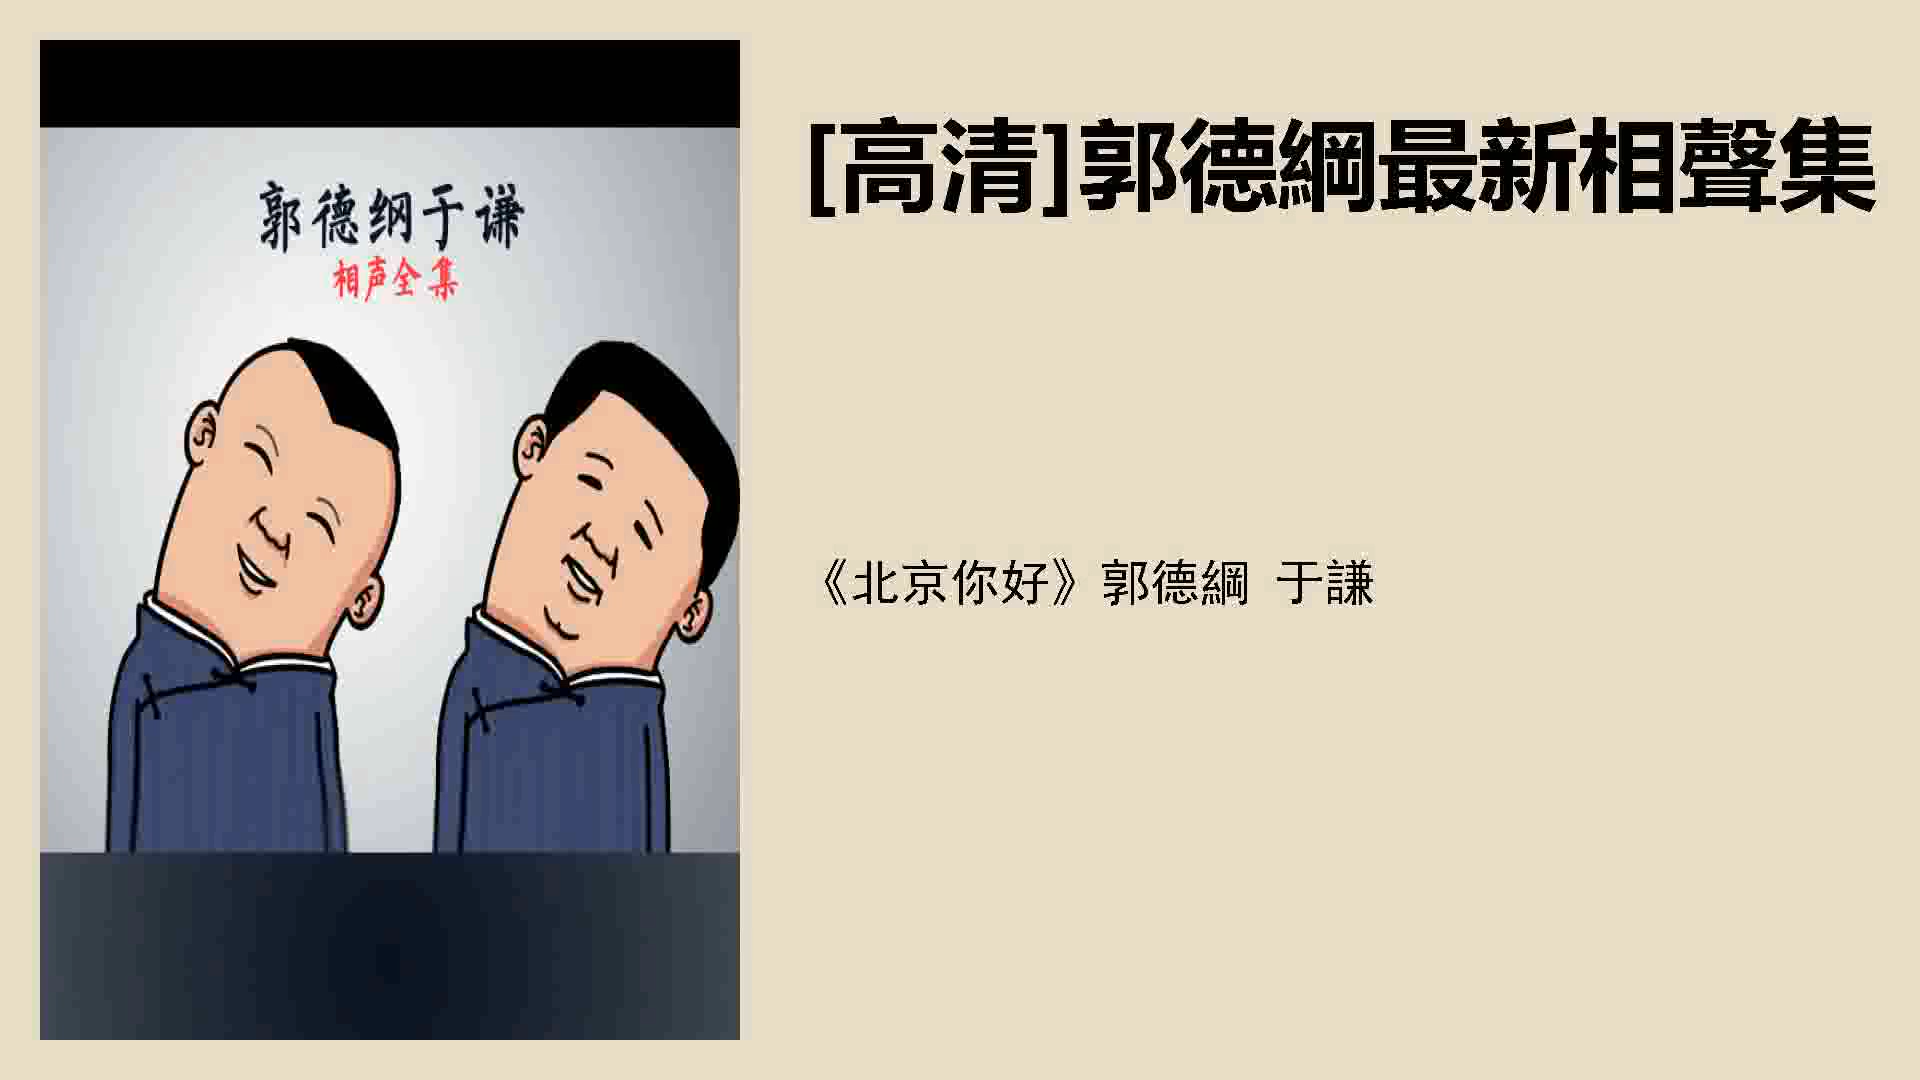 郭德纲于谦
相声全集
[高清]郭德綱最新相聲集
《北京你好》郭德綱 于謙